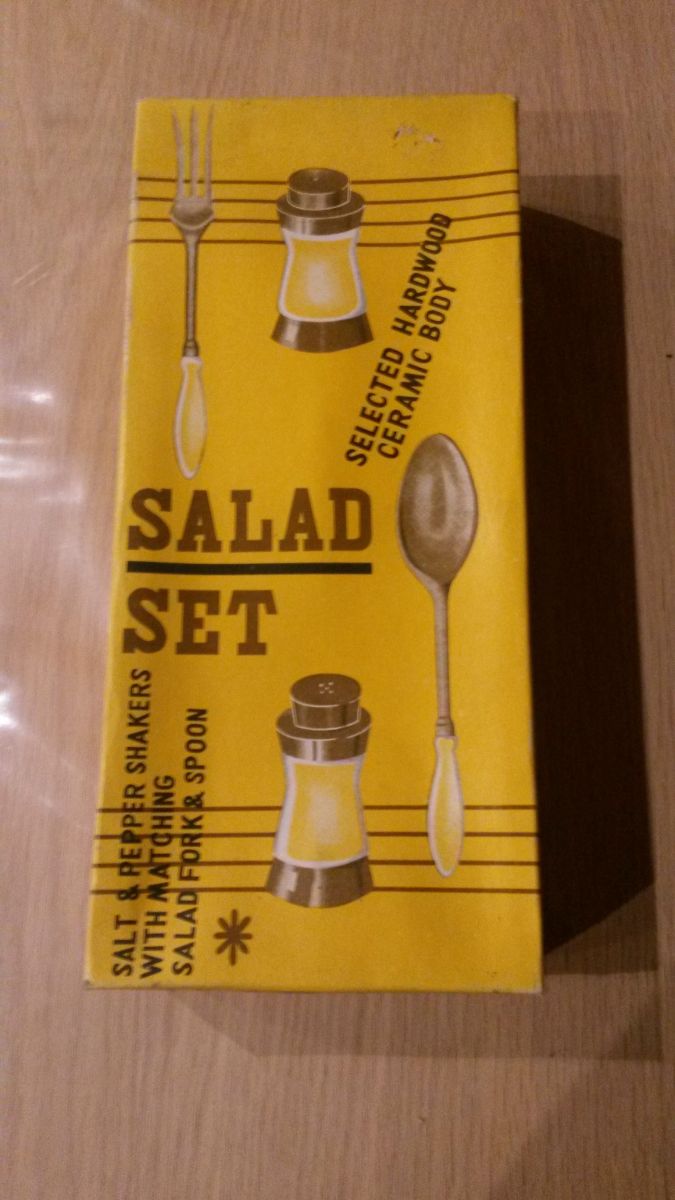 SELECTED HARDWOOD
CERAMIC BODY
SALAD
SET
SALT & PEPPER SHAKERS
WITH MATCHING
SALAD FORK & SPOON